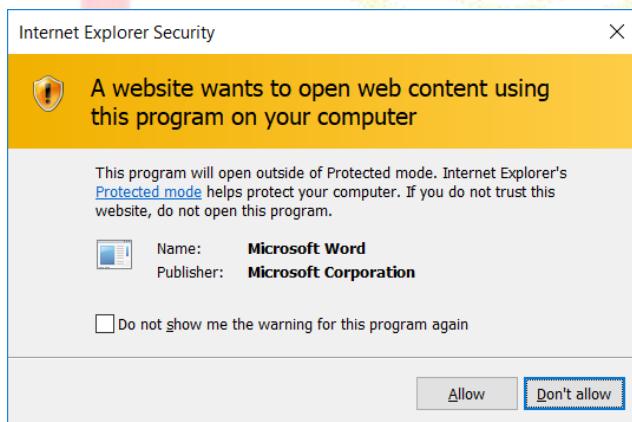 Internet Explorer Security
A website wants to open web content using
this program on your computer
This program will open outside of Protected mode. Internet Explorer's
Protected mode helps protect your computer. If you do not trust this
website, do not open this program.
Name: Microsoft Word
Publisher: Microsoft Corporation
Do not show me the warning for this program again
Allow Don't allow